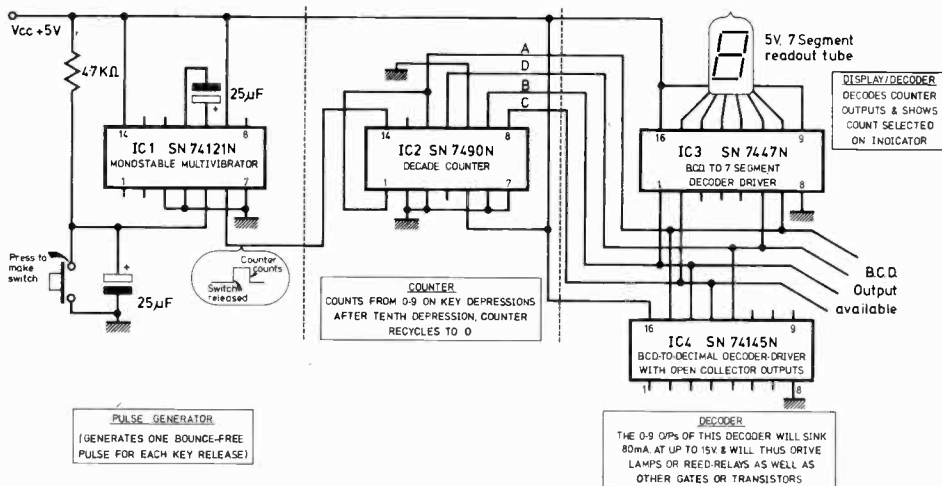 Vcc +5V
4·7KΩ
25µF
+
14
8
IC1 SN 74121N
MONOSTABLE MULTIVIBRATOR
1
7
Press to
make
switch
+
25µF
Counter
counts
Switch
released
PULSE GENERATOR
(GENERATES ONE BOUNCE-FREE
PULSE FOR EACH KEY RELEASE)
A
D
B
C
14
8
IC2 SN 7490N
DECADE COUNTER
1
7
COUNTER
COUNTS FROM 0-9 ON KEY DEPRESSIONS
AFTER TENTH DEPRESSION, COUNTER
RECYCLES TO 0
5V, 7 Segment
readout tube
DISPLAY/DECODER
DECODES COUNTER
OUTPUTS & SHOWS
COUNT SELECTED
ON INDICATOR
16
9
IC3 SN 7447N
B.C.D TO 7 SEGMENT
DECODER DRIVER
1
8
B.C.D.
Output
available
16
9
IC4 SN 74145N
BCD-TO-DECIMAL DECODER-DRIVER
WITH OPEN COLLECTOR OUTPUTS
1
8
DECODER
THE 0-9 O/Ps OF THIS DECODER WILL SINK
80mA. AT UP TO 15V. & WILL THUS DRIVE
LAMPS OR REED-RELAYS AS WELL AS
OTHER GATES OR TRANSISTORS